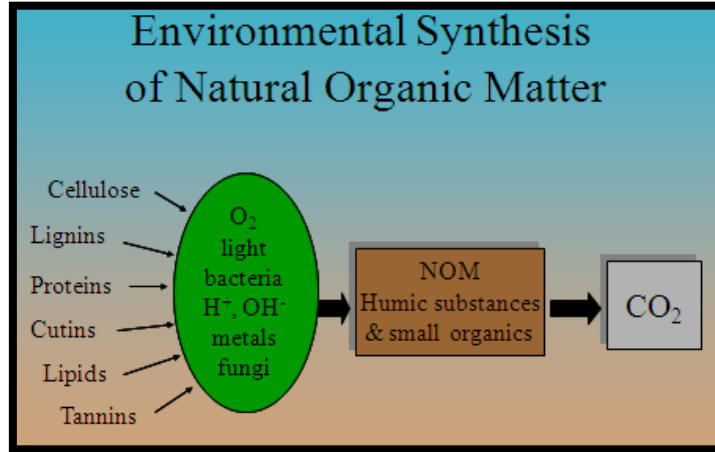 Environmental Synthesis
of Natural Organic Matter
Cellulose
Lignins
Proteins
Cutins
Lipids
Tannins
O₂
light
bacteria
H⁺, OH⁻
metals
fungi
NOM
Humic substances
& small organics
CO₂